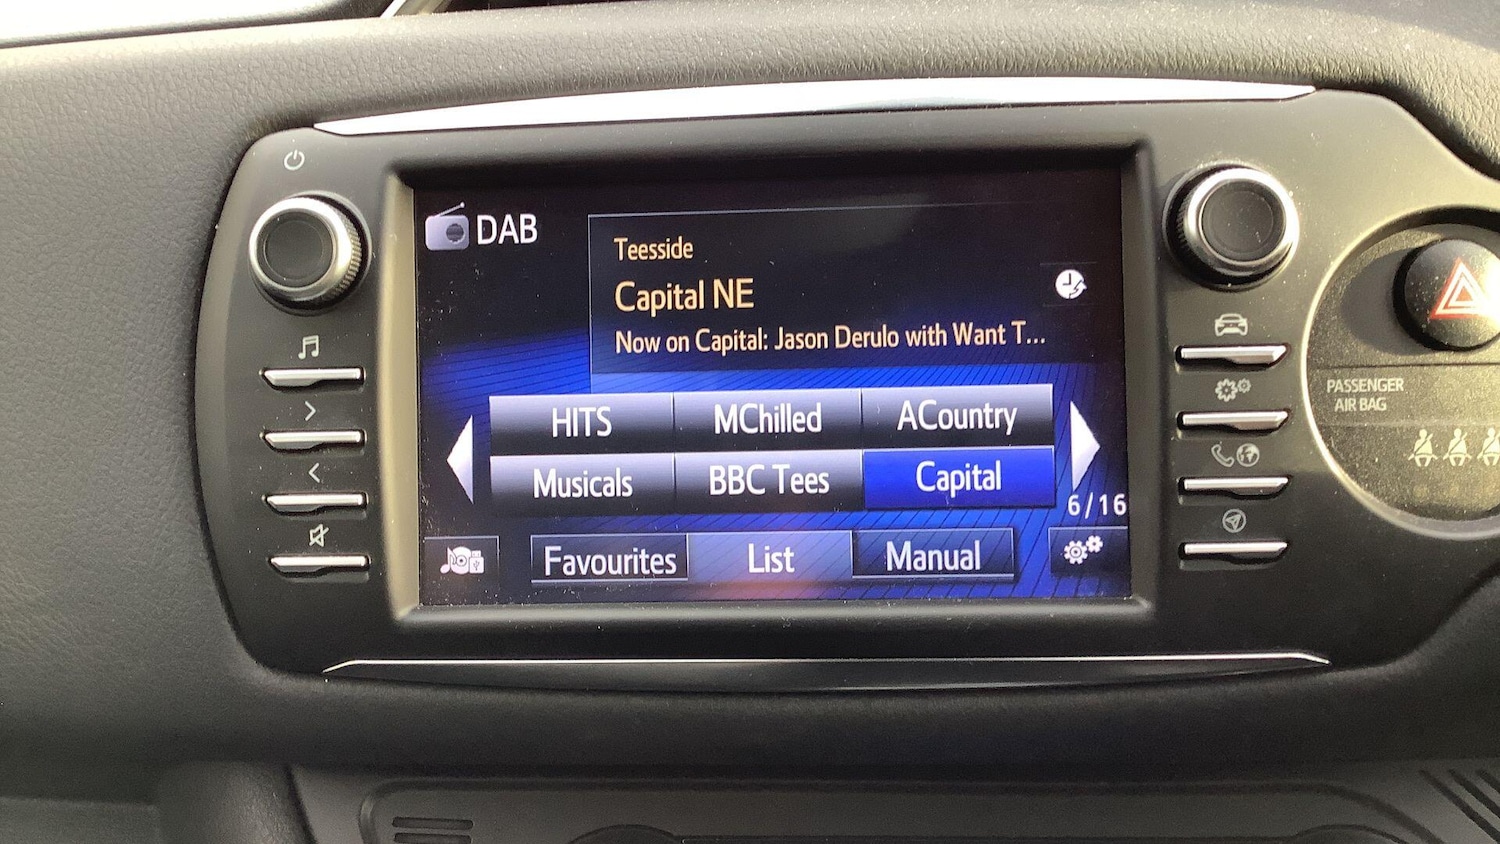 DAB
Teesside
Capital NE
Now on Capital: Jason Derulo with Want T...
HITS MChilled ACountry
Musicals BBC Tees Capital
6/16
Favourites List Manual
PASSENGER
AIR BAG